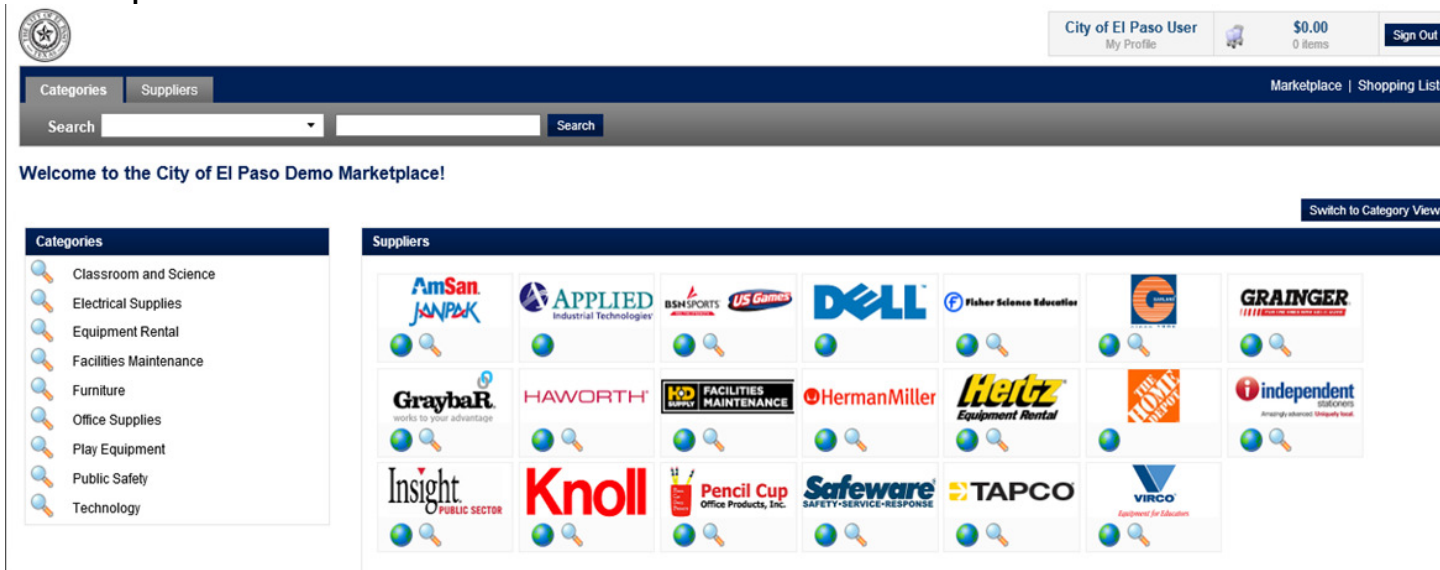 City of El Paso User
My Profile
$0.00
0 items
Sign Out
Categories
Suppliers
Marketplace | Shopping List
Search
Search
Welcome to the City of El Paso Demo Marketplace!
Switch to Category View
Categories
Classroom and Science
Electrical Supplies
Equipment Rental
Facilities Maintenance
Furniture
Office Supplies
Play Equipment
Public Safety
Technology
Suppliers
AmSan
JANPAK
APPLIED
Industrial Technologies
BSN SPORTS
US Games
DELL
Fisher Science Education
GRAINGER
GraybaR
works to your advantage
HAWORTH
HD SUPPLY
FACILITIES
MAINTENANCE
HermanMiller
Hertz
Equipment Rental
THE HOME DEPOT
independent
stationers
Amazingly advanced. Uniquely local.
Insight
PUBLIC SECTOR
Knoll
Pencil Cup
Office Products, Inc.
Safeware
SAFETY•SERVICE•RESPONSE
TAPCO
VIRCO
Equipment for Educators